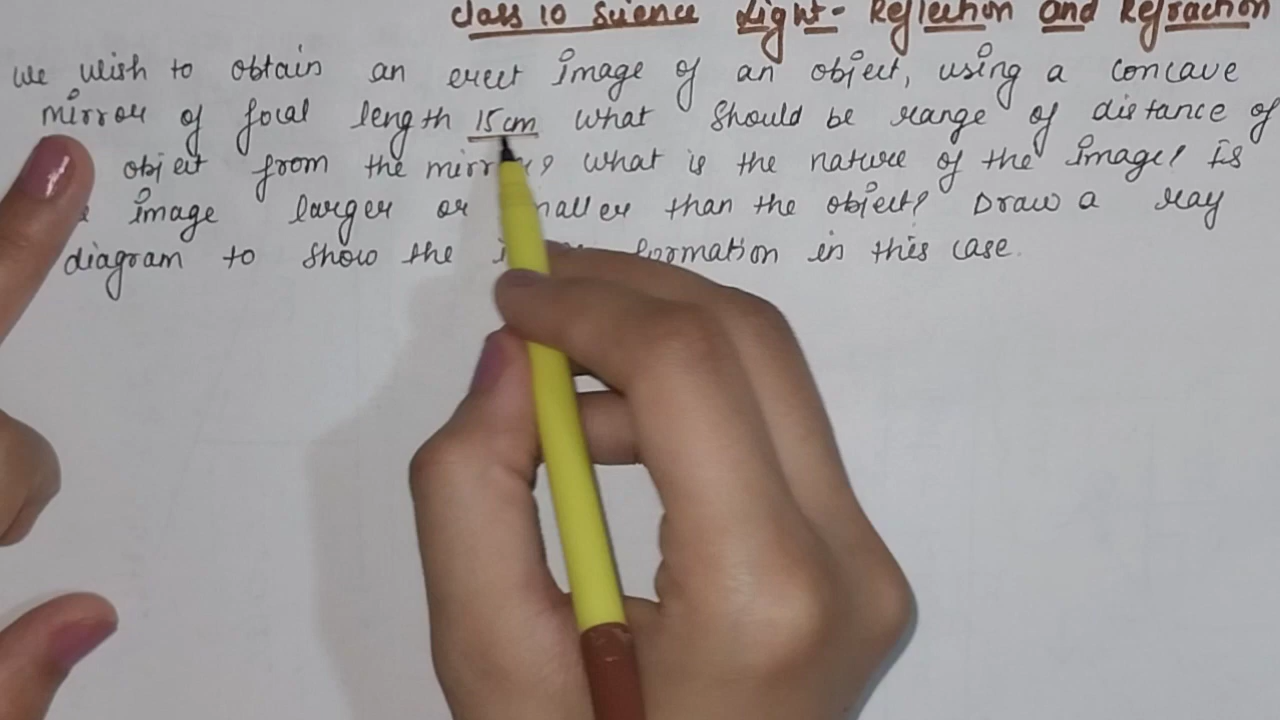 Class 10 Science Light - Reflection and Refraction
We wish to obtain an erect image of an object, using a concave
mirror of focal length 15 cm what should be range of distance of
object from the ? what is the nature of the image? Is
image larger or than the object? Draw a ray
diagram to show the formation in this case.